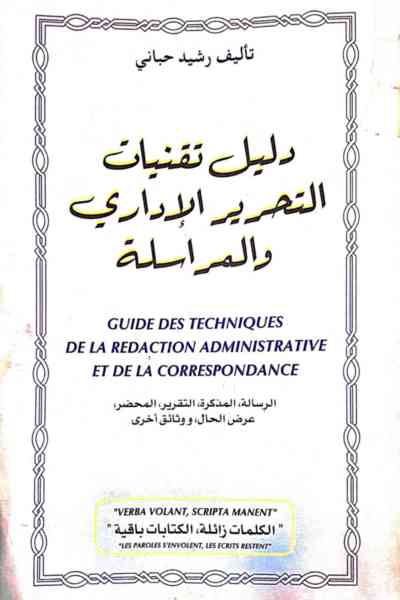 تأليف رشيد حباني
دليل تقنيات
التحرير الإداري
والمراسلة
GUIDE DES TECHNIQUES
DE LA REDACTION ADMINISTRATIVE
ET DE LA CORRESPONDANCE
الرسالة، المذكرة، التقرير، المحضر،
عرض الحال، ووثائق أخرى
"VERBA VOLANT, SCRIPTA MANENT"
" الكلمات زائلة، الكتابات باقية "
"LES PAROLES S'ENVOLENT, LES ECRITS RESTENT"